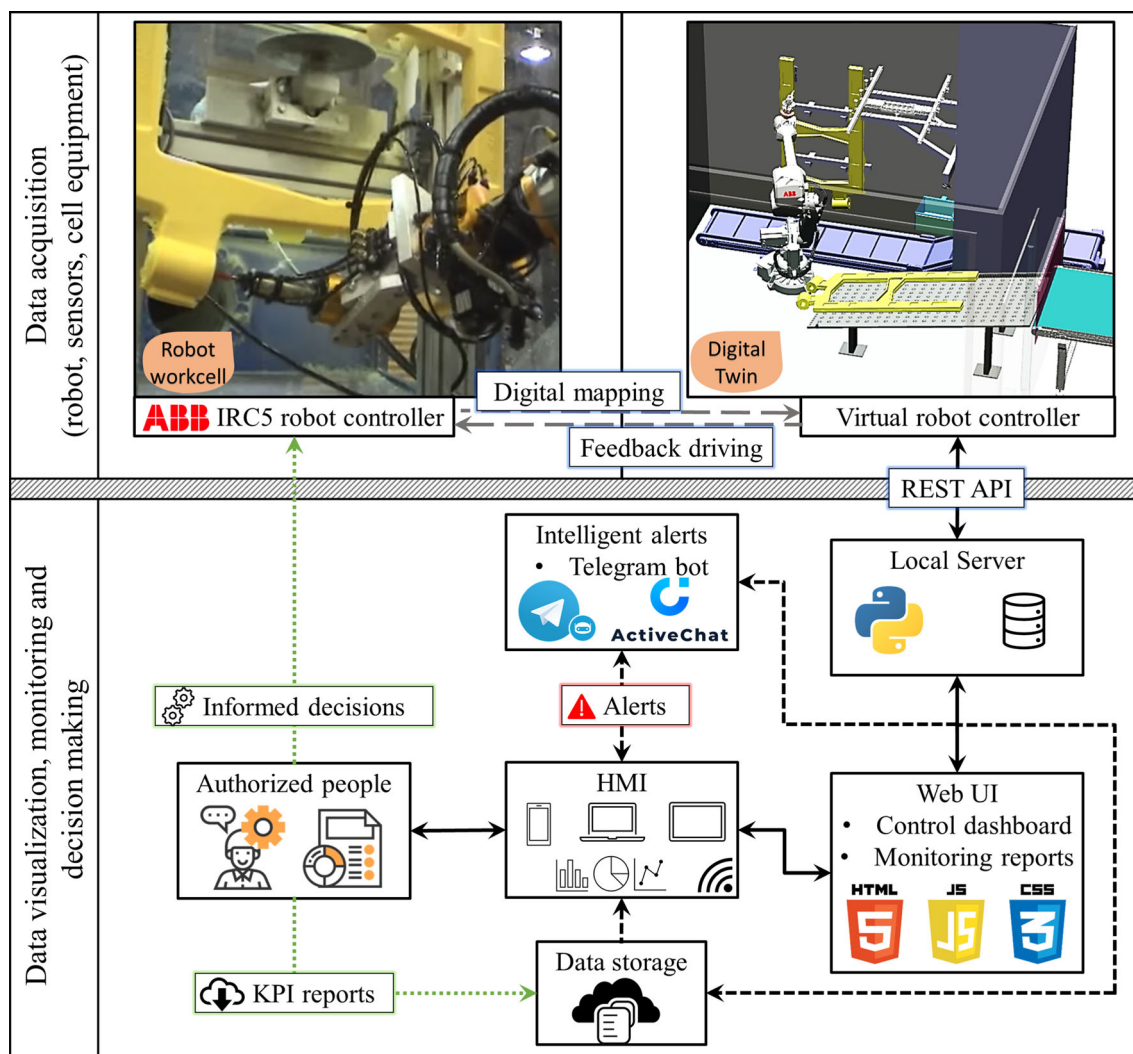 Data acquisition
(robot, sensors, cell equipment)
Robot
workcell
ABB
Digital
Twin
ABB IRC5 robot controller
Digital mapping
Virtual robot controller
Feedback driving
REST API
Data visualization, monitoring and
decision making
Intelligent alerts
• Telegram bot
ActiveChat
Local Server
Informed decisions
Alerts
Authorized people
HMI
Web UI
• Control dashboard
• Monitoring reports
HTML JS CSS
5 JS 3
KPI reports
Data storage